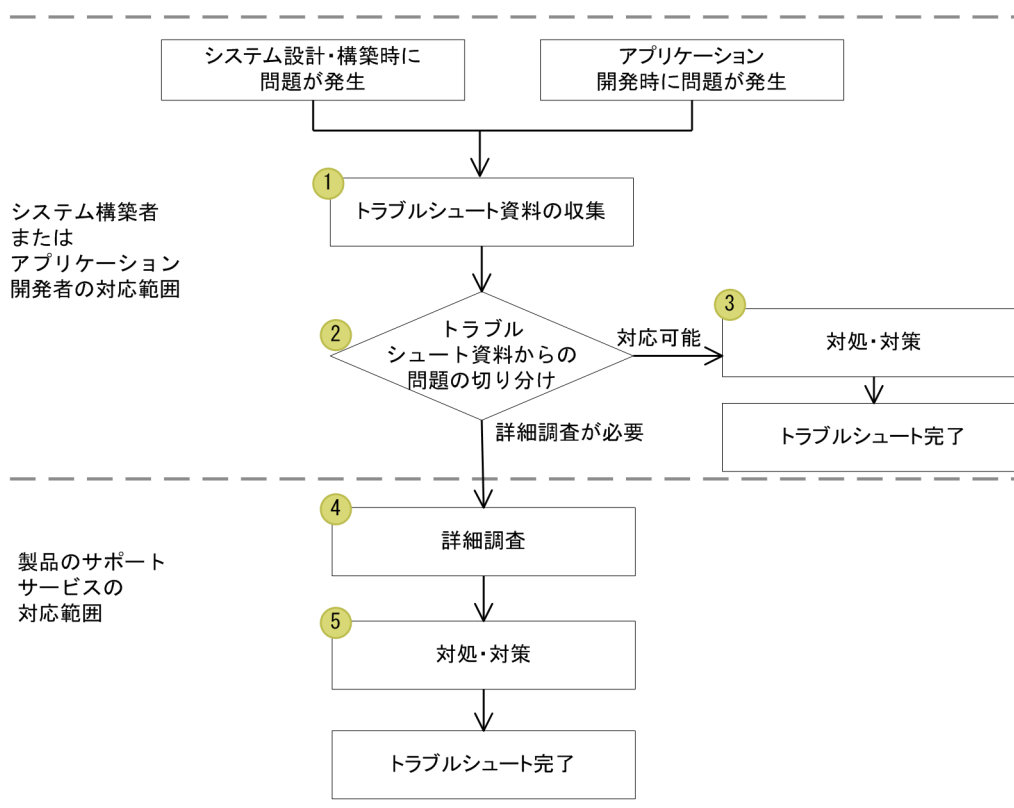 システム設計・構築時に
問題が発生
アプリケーション
開発時に問題が発生
1
トラブルシュート資料の収集
システム構築者
または
アプリケーション
開発者の対応範囲
2
トラブル
シュート資料からの
問題の切り分け
対応可能
3
対処・対策
トラブルシュート完了
詳細調査が必要
4
詳細調査
製品のサポート
サービスの
対応範囲
5
対処・対策
トラブルシュート完了